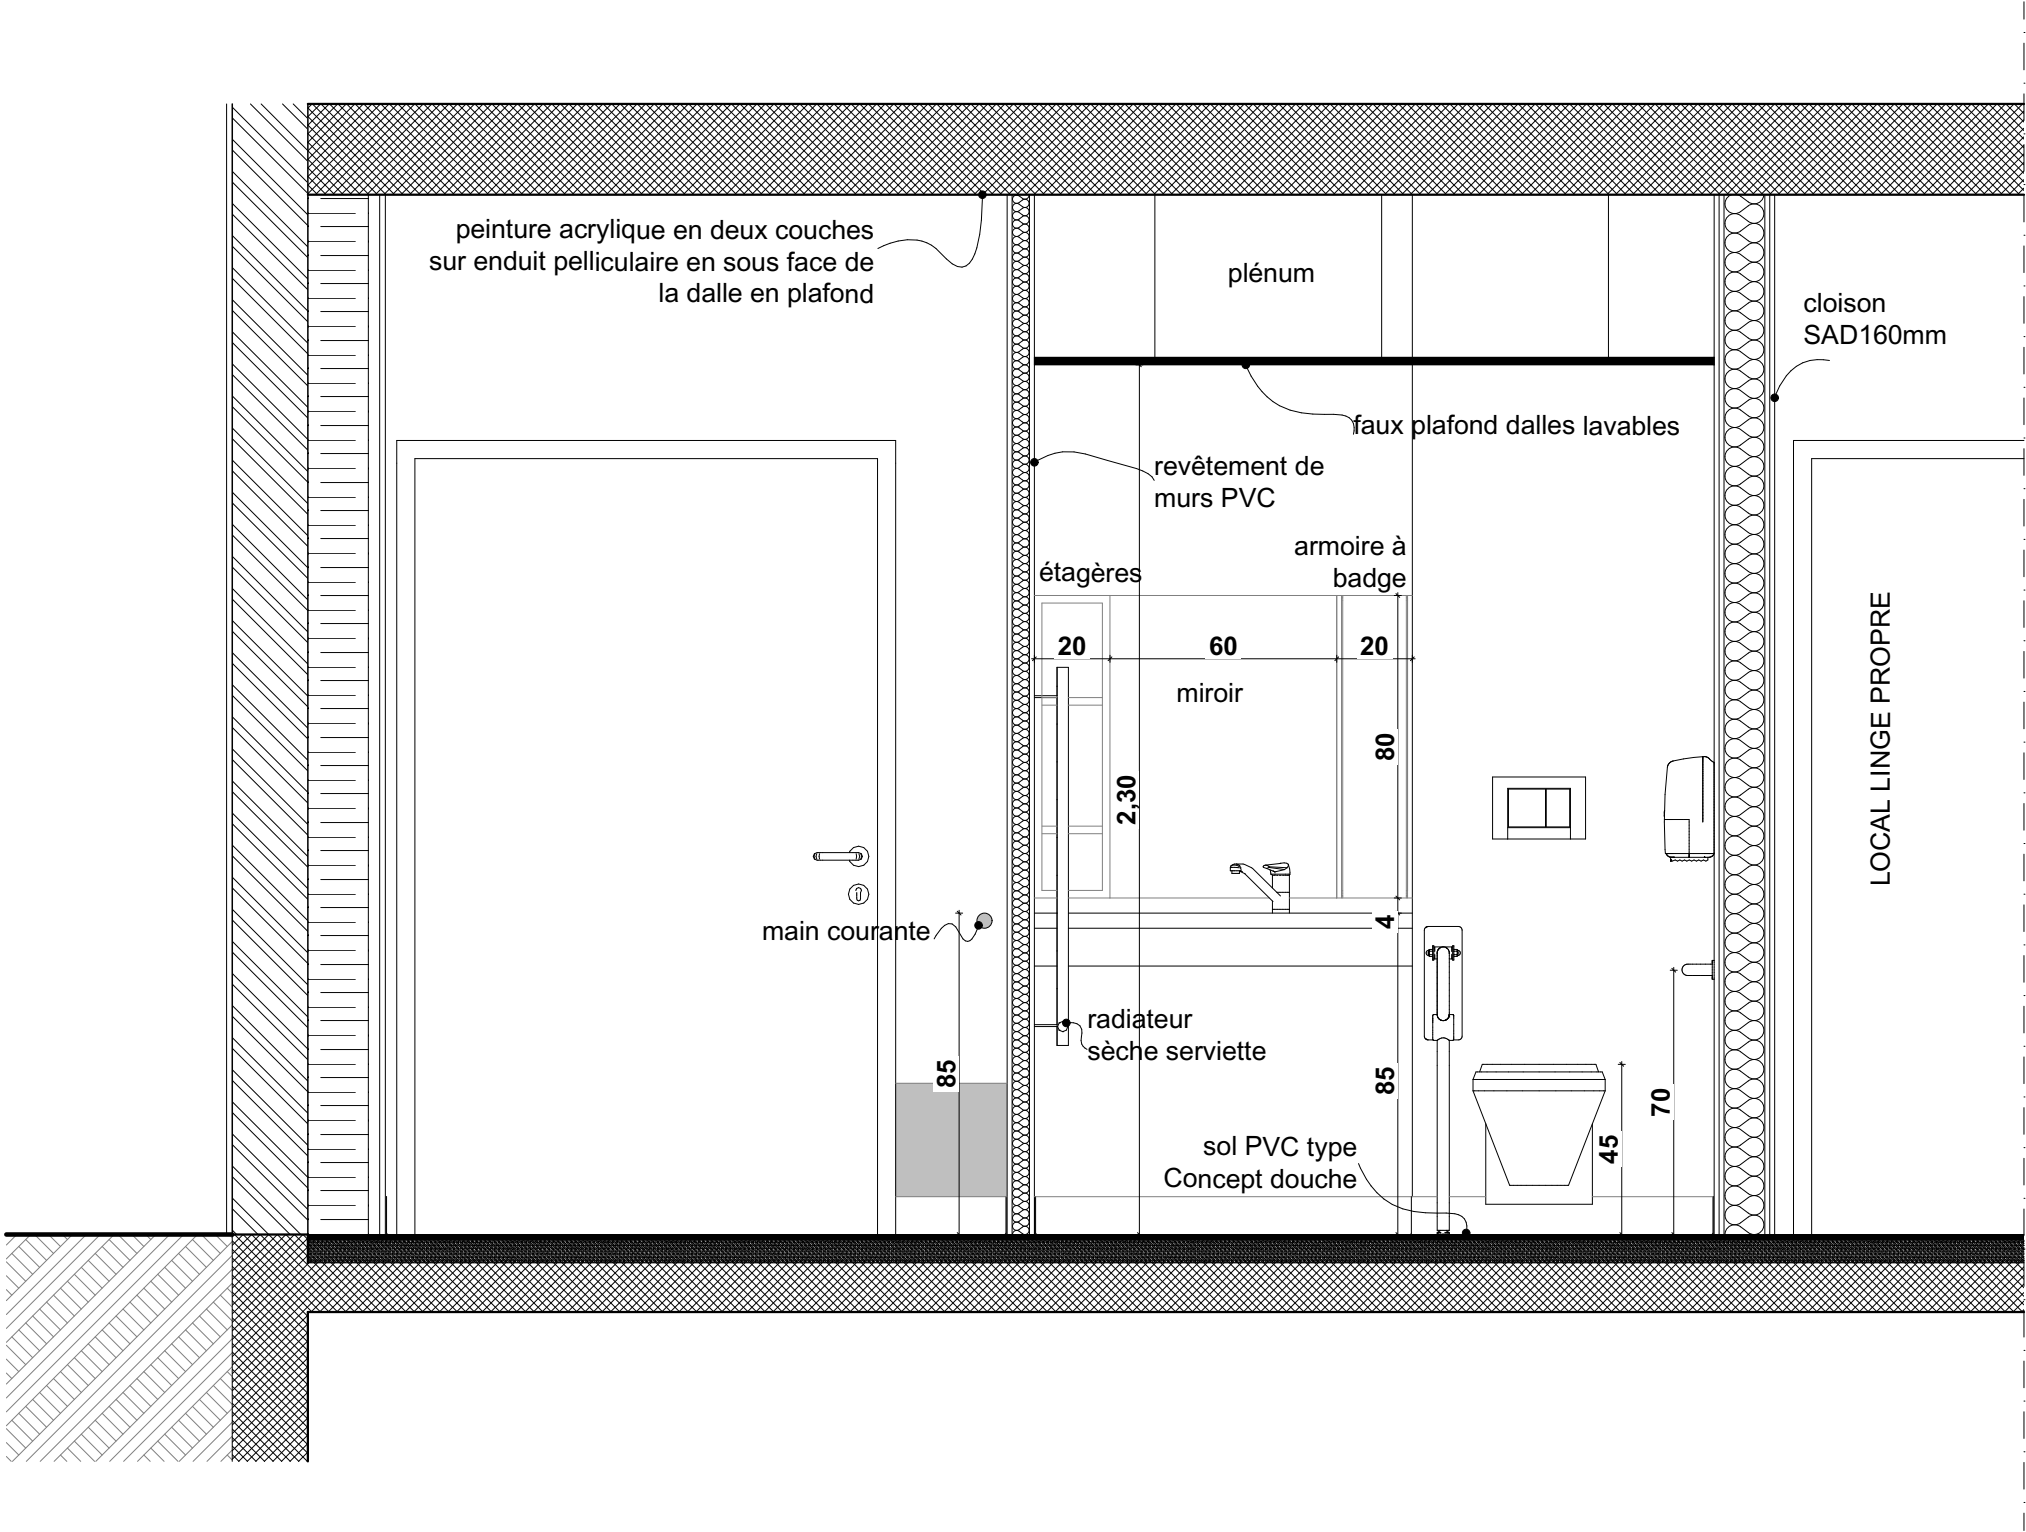 peinture acrylique en deux couches
sur enduit pelliculaire en sous face de
la dalle en plafond
plénum
cloison
SAD160mm
faux plafond dalles lavables
revêtement de
murs PVC
armoire à
badge
étagères
20
60
20
miroir
80
2,30
LOCAL LINGE PROPRE
main courante
4
radiateur
sèche serviette
85
85
70
45
sol PVC type
Concept douche